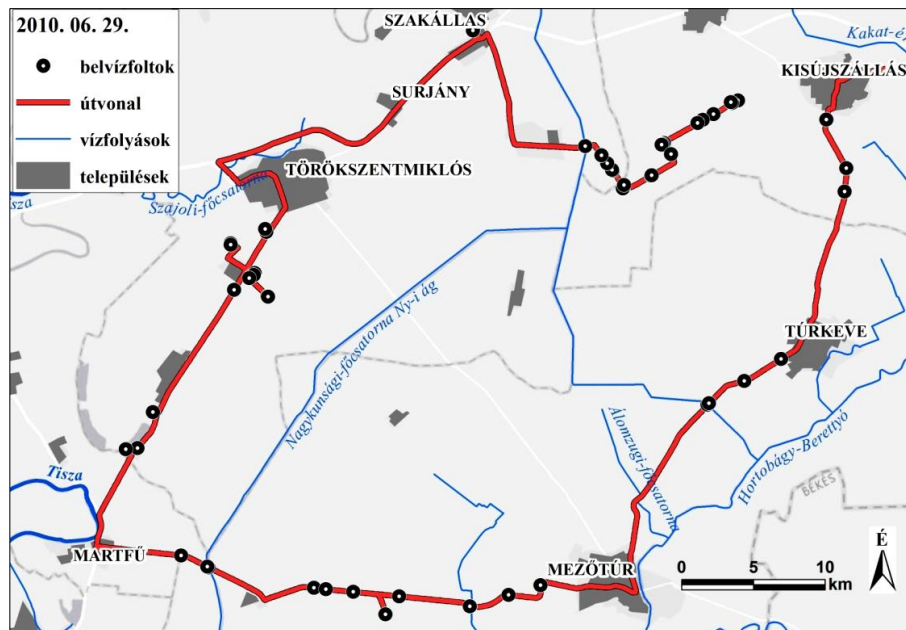 2010. 06. 29.
belvízfoltok
útvonal
vízfolyások
települések
SZAKÁLLAS
Kakat-é
KISÚJSZÁLLÁS
SURJÁNY
TÖRÖKSZENTMIKLÓS
Szajoli-főcsatorna
Nagykunsági-főcsatorna Ny-i ág
TÚRKEVE
Álomzugi-főcsatorna
Hortobágy-Berettyó
BÉKÉS
Tisza
MARTFŰ
MEZŐTÚR
É
0 5 10
km